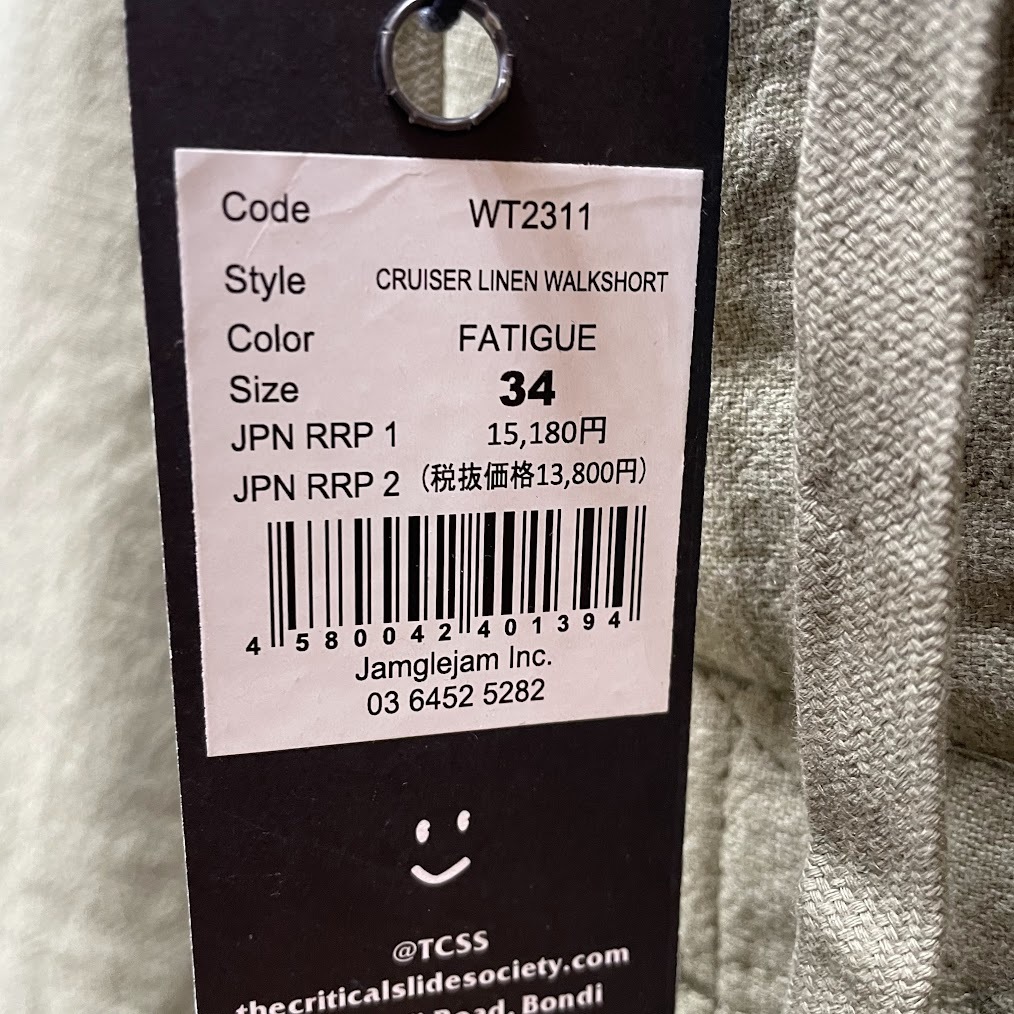 Code WT2311
Style CRUISER LINEN WALKSHORT
Color FATIGUE
Size 34
JPN RRP 1 15,180円
JPN RRP 2 (税抜価格13,800円)
4 580042 401394
Jamglejam Inc.
03 6452 5282
@TCSS
thecriticalslidesociety.com
Road, Bondi